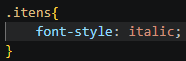 .itens{
    font-style: italic;
}